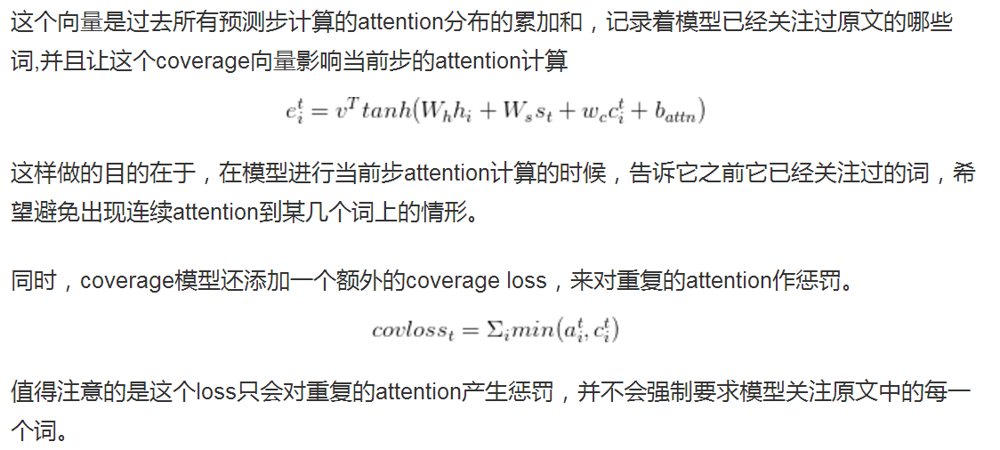 这个向量是过去所有预测步计算的attention分布的累加和，记录着模型已经关注过原文的哪些
词,并且让这个coverage向量影响当前步的attention计算
e_i^t = v^T tanh(W_h h_i + W_s s_t + w_c c_i^t + b_{attn})
这样做的目的在于，在模型进行当前步attention计算的时候，告诉它之前它已经关注过的词，希
望避免出现连续attention到某几个词上的情形。
同时，coverage模型还添加一个额外的coverage loss，来对重复的attention作惩罚。
covloss_t = Σ_i min(a_i^t, c_i^t)
值得注意的是这个loss只会对重复的attention产生惩罚，并不会强制要求模型关注原文中的每一
个词。